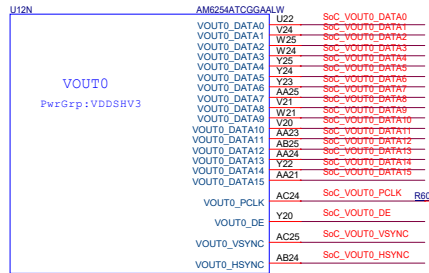 U12N AM6254ATCGGAALW
VOUT0
PwrGrp:VDDSHV3
VOUT0_DATA0 U22 SoC_VOUT0_DATA0
VOUT0_DATA1 V24 SoC_VOUT0_DATA1
VOUT0_DATA2 W25 SoC_VOUT0_DATA2
VOUT0_DATA3 W24 SoC_VOUT0_DATA3
VOUT0_DATA4 Y25 SoC_VOUT0_DATA4
VOUT0_DATA5 Y24 SoC_VOUT0_DATA5
VOUT0_DATA6 Y23 SoC_VOUT0_DATA6
VOUT0_DATA7 AA25 SoC_VOUT0_DATA7
VOUT0_DATA8 V21 SoC_VOUT0_DATA8
VOUT0_DATA9 W21 SoC_VOUT0_DATA9
VOUT0_DATA10 V20 SoC_VOUT0_DATA10
VOUT0_DATA11 AA23 SoC_VOUT0_DATA11
VOUT0_DATA12 AB25 SoC_VOUT0_DATA12
VOUT0_DATA13 AA24 SoC_VOUT0_DATA13
VOUT0_DATA14 Y22 SoC_VOUT0_DATA14
VOUT0_DATA15 AA21 SoC_VOUT0_DATA15
VOUT0_PCLK AC24 SoC_VOUT0_PCLK R60
VOUT0_DE Y20 SoC_VOUT0_DE
VOUT0_VSYNC AC25 SoC_VOUT0_VSYNC
VOUT0_HSYNC AB24 SoC_VOUT0_HSYNC